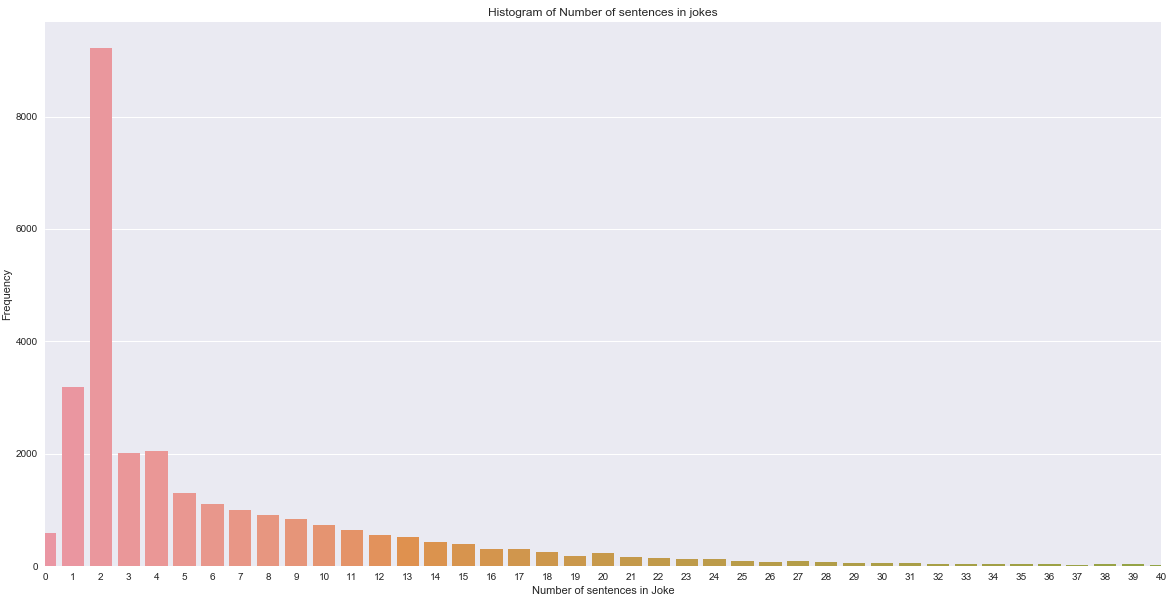 Histogram of Number of sentences in jokes
Frequency
8000
6000
4000
2000
0
0 1 2 3 4 5 6 7 8 9 10 11 12 13 14 15 16 17 18 19 20 21 22 23 24 25 26 27 28 29 30 31 32 33 34 35 36 37 38 39 40
Number of sentences in Joke